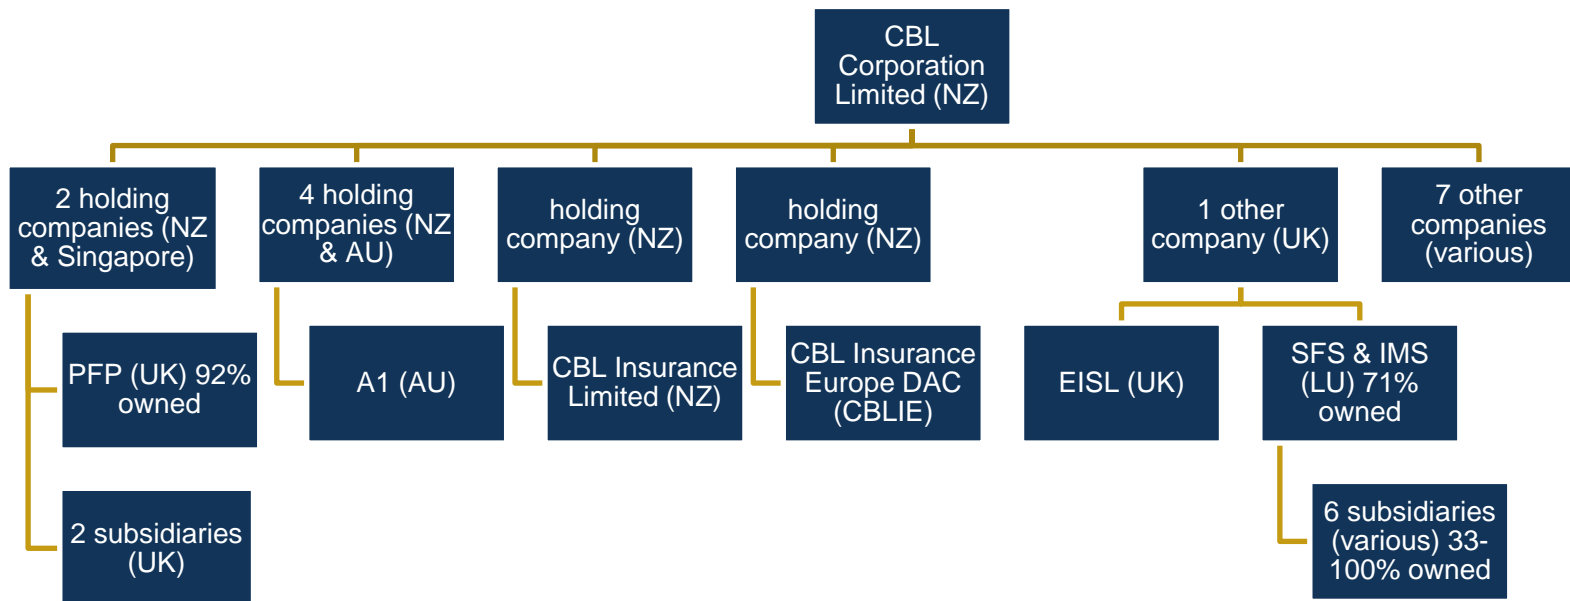 CBL
Corporation
Limited (NZ)
2 holding
companies (NZ
& Singapore)
4 holding
companies (NZ
& AU)
holding
company (NZ)
holding
company (NZ)
1 other
company (UK)
7 other
companies
(various)
PFP (UK) 92%
owned
A1 (AU)
CBL Insurance
Limited (NZ)
CBL Insurance
Europe DAC
(CBLIE)
EISL (UK)
SFS & IMS
(LU) 71%
owned
2 subsidiaries
(UK)
6 subsidiaries
(various) 33-
100% owned